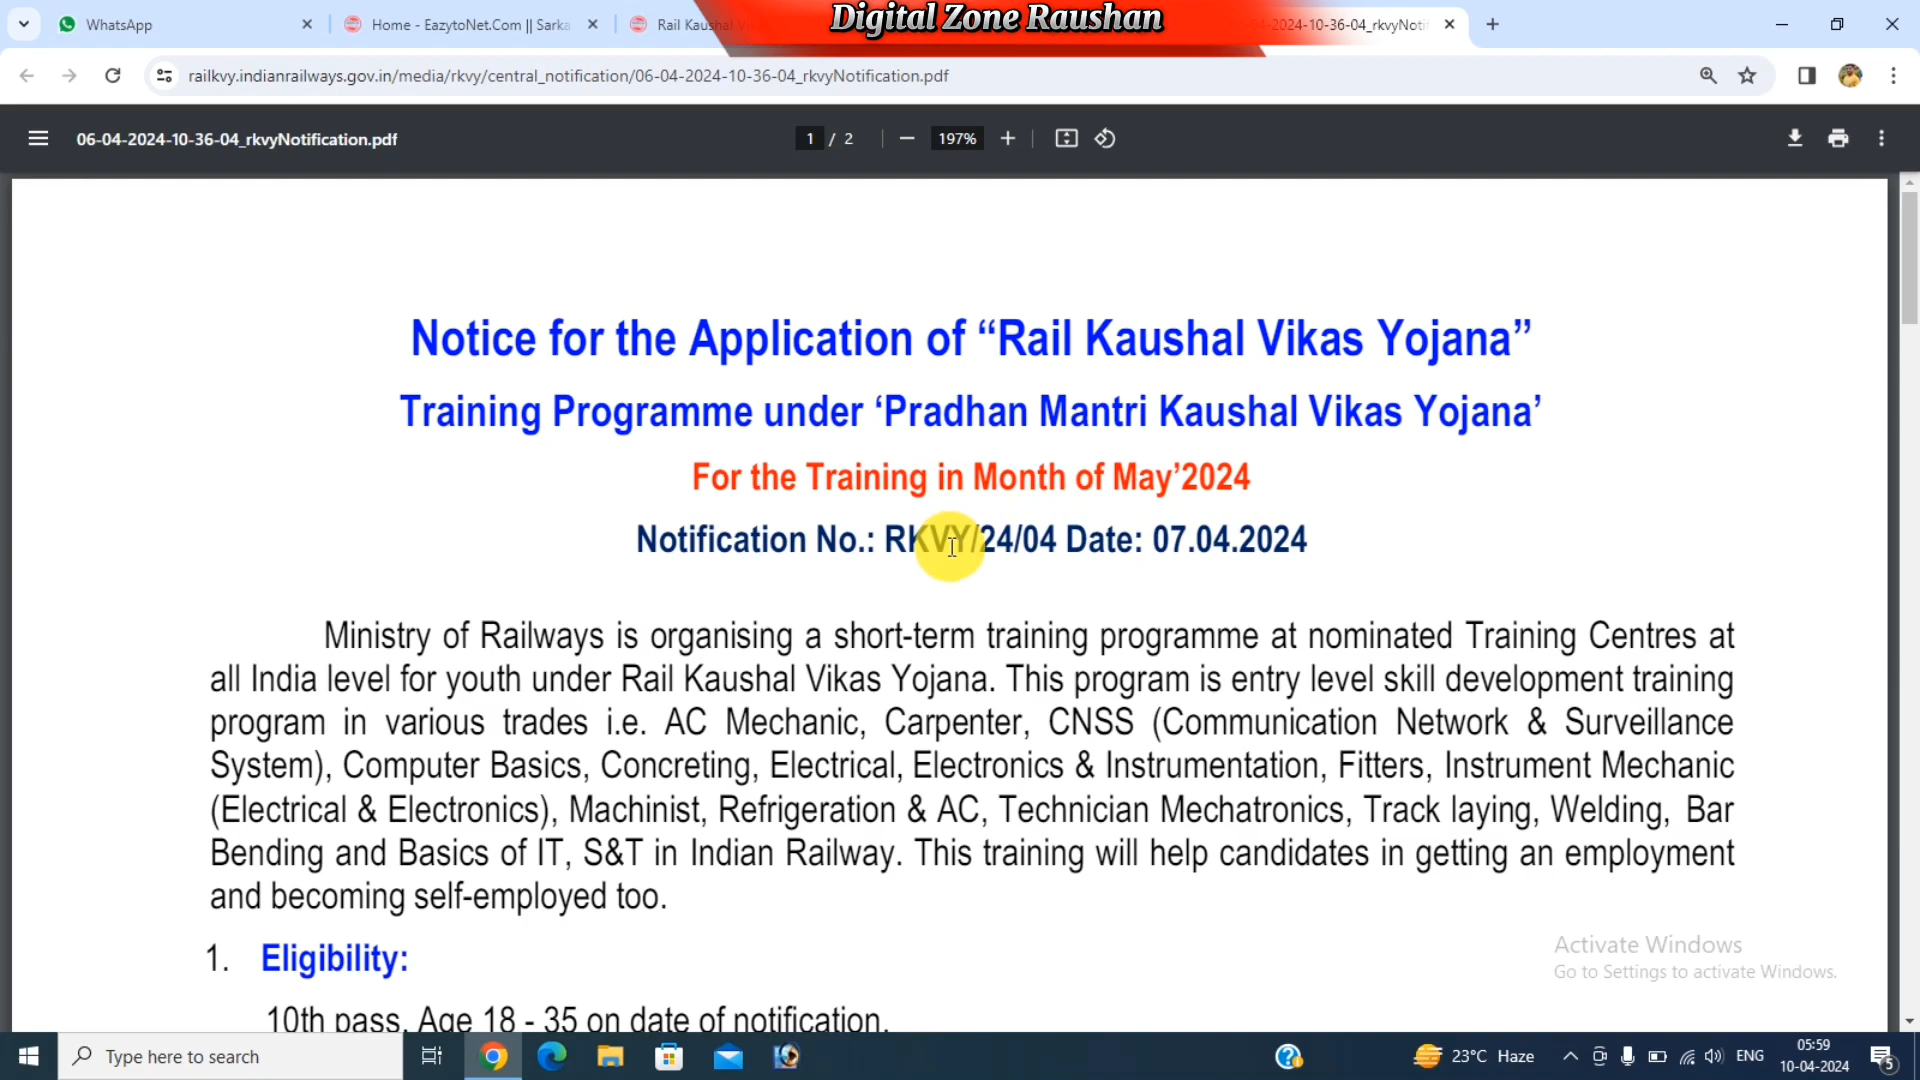 WhatsApp
Home - EazytoNet.Com || Sarka
Rail Kaushal
Digital Zone Raushan
-2024-10-36-04_rkvyNotif
railkvy.indianrailways.gov.in/media/rkvy/central_notification/06-04-2024-10-36-04_rkvyNotification.pdf
06-04-2024-10-36-04_rkvyNotification.pdf
1 / 2
197%
Notice for the Application of “Rail Kaushal Vikas Yojana”
Training Programme under ‘Pradhan Mantri Kaushal Vikas Yojana’
For the Training in Month of May’2024
Notification No.: RKVY/24/04 Date: 07.04.2024
Ministry of Railways is organising a short-term training programme at nominated Training Centres at
all India level for youth under Rail Kaushal Vikas Yojana. This program is entry level skill development training
program in various trades i.e. AC Mechanic, Carpenter, CNSS (Communication Network & Surveillance
System), Computer Basics, Concreting, Electrical, Electronics & Instrumentation, Fitters, Instrument Mechanic
(Electrical & Electronics), Machinist, Refrigeration & AC, Technician Mechatronics, Track laying, Welding, Bar
Bending and Basics of IT, S&T in Indian Railway. This training will help candidates in getting an employment
and becoming self-employed too.
1. Eligibility:
10th pass, Age 18 - 35 on date of notification.
Activate Windows
Go to Settings to activate Windows.
Type here to search
23°C Haze
ENG
05:59
10-04-2024
5